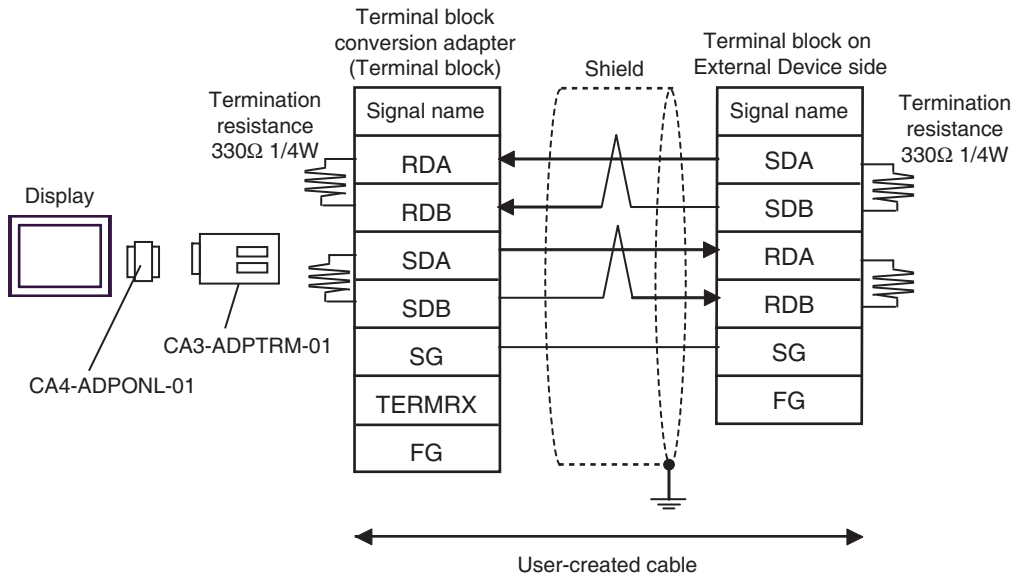 Terminal block
conversion adapter
(Terminal block)
Shield
Terminal block on
External Device side
Termination
resistance
330Ω 1/4W
Signal name
RDA
RDB
SDA
SDB
SG
TERMRX
FG
Signal name
SDA
SDB
RDA
RDB
SG
FG
Termination
resistance
330Ω 1/4W
Display
CA3-ADPTRM-01
CA4-ADPONL-01
User-created cable